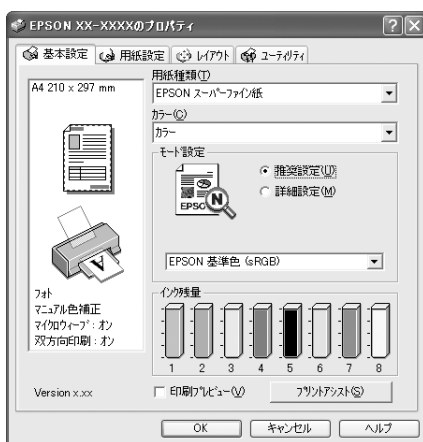 EPSON XX-XXXXのプロパティ
基本設定 用紙設定 レイアウト ユーティリティ
A4 210 x 297 mm
用紙種類(T)
EPSON スーパーファイン紙
カラー(C)
カラー
モード設定
推奨設定(U)
詳細設定(M)
EPSO N
EPSON 基準色 (sRGB)
A
フォト
マニュアル色補正
マイクロウィーブ: オン
双方向印刷: オン
インク残量
1 2 3 4 5 6 7 8
Version x.xx
印刷プレビュー(V)
プリントアシスト(S)
OK キャンセル ヘルプ